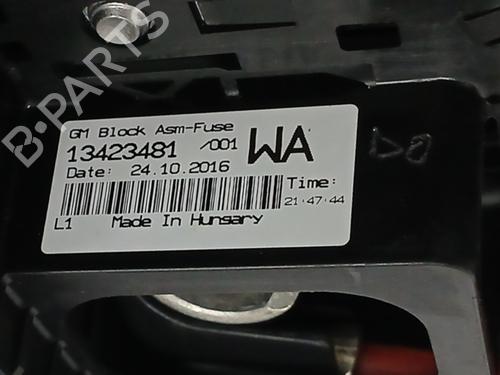 GM Block Asm-Fuse
13423481 /001 WA
Date: 24.10.2016
Time:
21:47:44
L1 Made In Hungary
B-PARTS